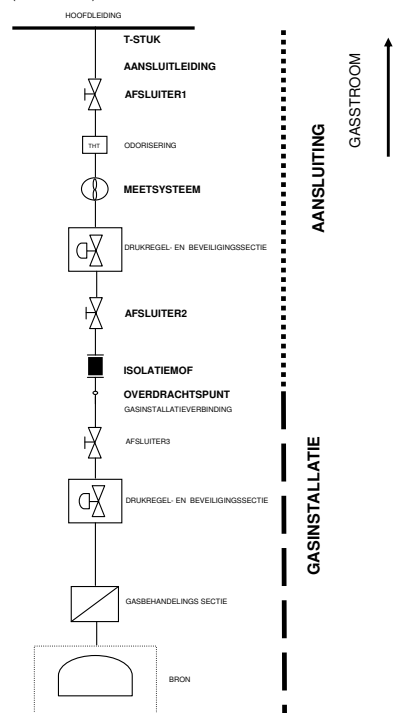 HOOFDLEIDING
T-STUK
AANSLUITLEIDING
AFSLUITER1
THT
ODORISERING
MEETSYSTEEM
DRUKREGEL- EN BEVEILIGINGSSECTIE
AFSLUITER2
ISOLATIEMOF
OVERDRACHTSPUNT
GASINSTALLATIEVERBINDING
AFSLUITER3
DRUKREGEL- EN BEVEILIGINGSSECTIE
GASBEHANDELINGS SECTIE
BRON
AANSLUITING
GASINSTALLATIE
GASSTROOM